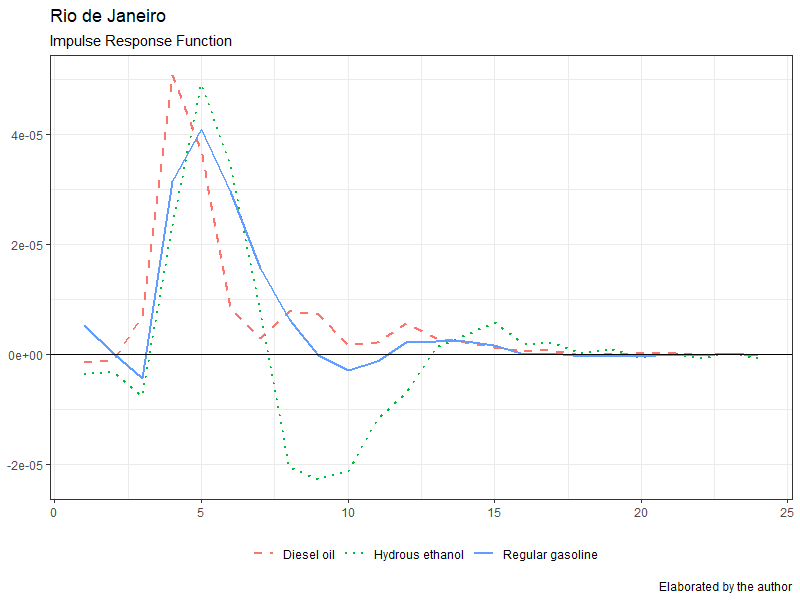 Rio de Janeiro
Impulse Response Function
4e-05
2e-05
0e+00
-2e-05
0 5 10 15 20 25
Diesel oil Hydrous ethanol Regular gasoline
Elaborated by the author